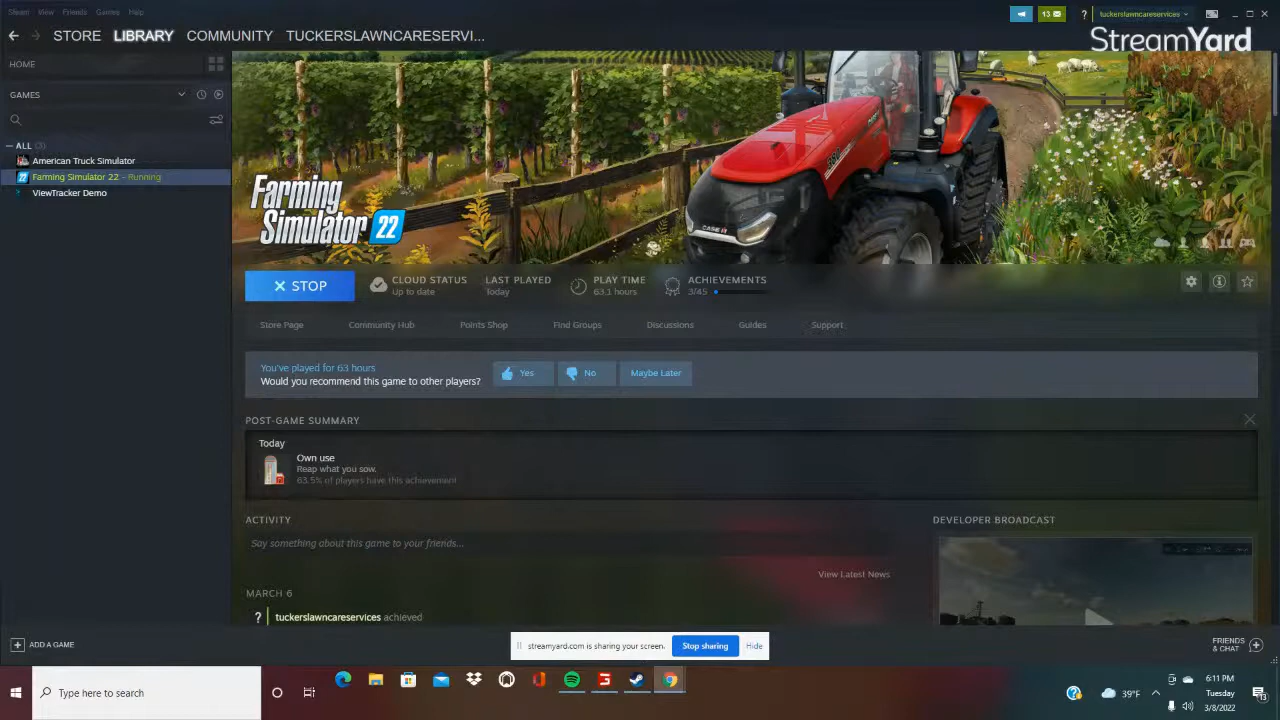 Steam View Friends Games Help
13 ? tuckerslawncareservices
STORE LIBRARY COMMUNITY TUCKERSLAWNCARESERVI...
StreamYard
HOME
GAMES
ALL (3)
American Truck Simulator
22 Farming Simulator 22 - Running
ViewTracker Demo
CASE IH
Farming
Simulator 22
STOP
CLOUD STATUS
Up to date
LAST PLAYED
Today
PLAY TIME
63.1 hours
ACHIEVEMENTS
3/45
Store Page Community Hub Points Shop Find Groups Discussions Guides Support
You've played for 63 hours
Would you recommend this game to other players?
Yes No Maybe Later
POST-GAME SUMMARY
Today
Own use
Reap what you sow.
63.5% of players have this achievement
ACTIVITY
Say something about this game to your friends...
View Latest News
DEVELOPER BROADCAST
MARCH 6
? tuckerslawncareservices achieved
ADD A GAME
streamyard.com is sharing your screen. Stop sharing Hide
FRIENDS
& CHAT
Type here to search
39°F
6:11 PM
Tuesday
3/8/2022